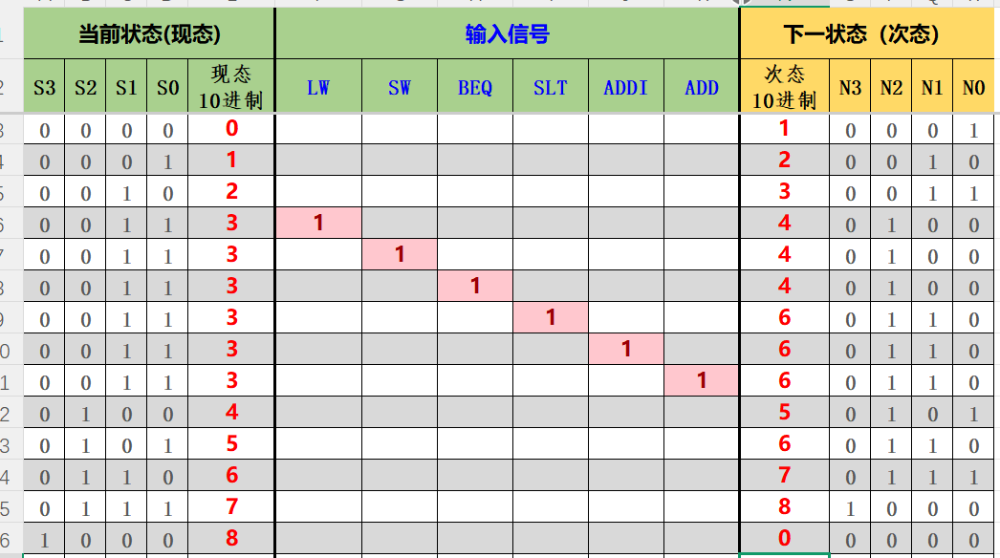 当前状态(现态) 输入信号 下一状态（次态）
S3 S2 S1 S0 现态 10进制 LW SW BEQ SLT ADDI ADD 次态 10进制 N3 N2 N1 N0
0 0 0 0 0 1 0 0 0 1
0 0 0 1 1 2 0 0 1 0
0 0 1 0 2 3 0 0 1 1
0 0 1 1 3 1 4 0 1 0 0
0 0 1 1 3 1 4 0 1 0 0
0 0 1 1 3 1 4 0 1 0 0
0 0 1 1 3 1 6 0 1 1 0
0 0 1 1 3 1 6 0 1 1 0
0 0 1 1 3 1 6 0 1 1 0
0 1 0 0 4 5 0 1 0 1
0 1 0 1 5 6 0 1 1 0
0 1 1 0 6 7 0 1 1 1
0 1 1 1 7 8 1 0 0 0
1 0 0 0 8 0 0 0 0 0